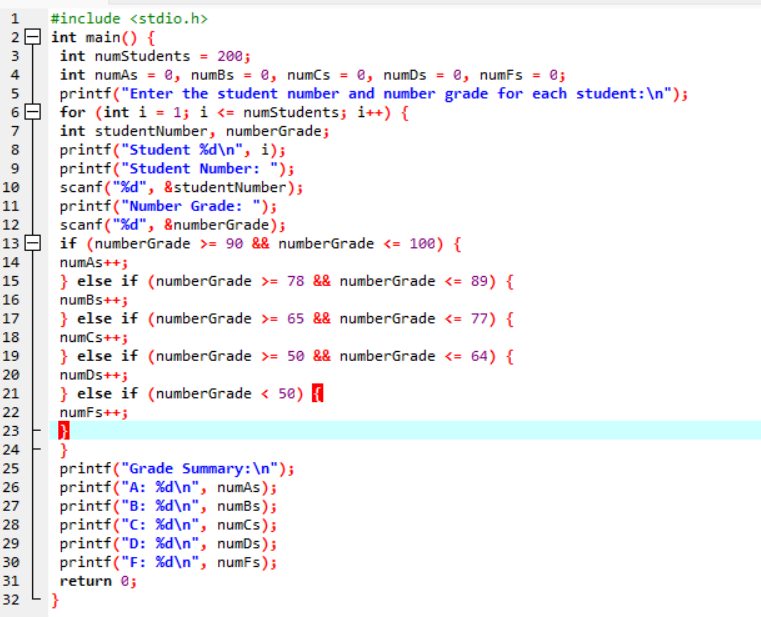 1 #include <stdio.h>
2 int main() {
3 int numStudents = 200;
4 int numAs = 0, numBs = 0, numCs = 0, numDs = 0, numFs = 0;
5 printf("Enter the student number and number grade for each student:\n");
6 for (int i = 1; i <= numStudents; i++) {
7 int studentNumber, numberGrade;
8 printf("Student %d\n", i);
9 printf("Student Number: ");
10 scanf("%d", &studentNumber);
11 printf("Number Grade: ");
12 scanf("%d", &numberGrade);
13 if (numberGrade >= 90 && numberGrade <= 100) {
14 numAs++;
15 } else if (numberGrade >= 78 && numberGrade <= 89) {
16 numBs++;
17 } else if (numberGrade >= 65 && numberGrade <= 77) {
18 numCs++;
19 } else if (numberGrade >= 50 && numberGrade <= 64) {
20 numDs++;
21 } else if (numberGrade < 50) {
22 numFs++;
23 }
24 }
25 printf("Grade Summary:\n");
26 printf("A: %d\n", numAs);
27 printf("B: %d\n", numBs);
28 printf("C: %d\n", numCs);
29 printf("D: %d\n", numDs);
30 printf("F: %d\n", numFs);
31 return 0;
32 }